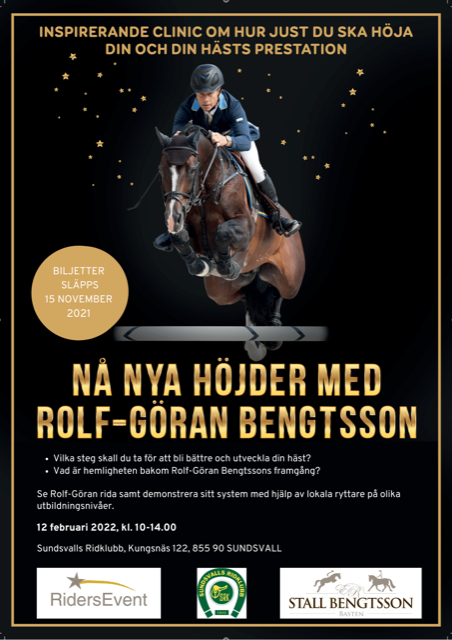 INSPIRERANDE CLINIC OM HUR JUST DU SKA HÖJA
DIN OCH DIN HÄSTS PRESTATION
BILJETTER
SLÄPPS
15 NOVEMBER
2021
NÅ NYA HÖJDER MED
ROLF-GÖRAN BENGTSSON
• Vilka steg skall du ta för att bli bättre och utveckla din häst?
• Vad är hemligheten bakom Rolf-Göran Bengtssons framgång?
Se Rolf-Göran rida samt demonstrera sitt system med hjälp av lokala ryttare på olika
utbildningsnivåer.
12 februari 2022, kl. 10-14.00
Sundsvalls Ridklubb, Kungsnäs 122, 855 90 SUNDSVALL
RidersEvent
SUNDSVALLS RIDKLUBB
STALL BENGTSSON
BASTEN